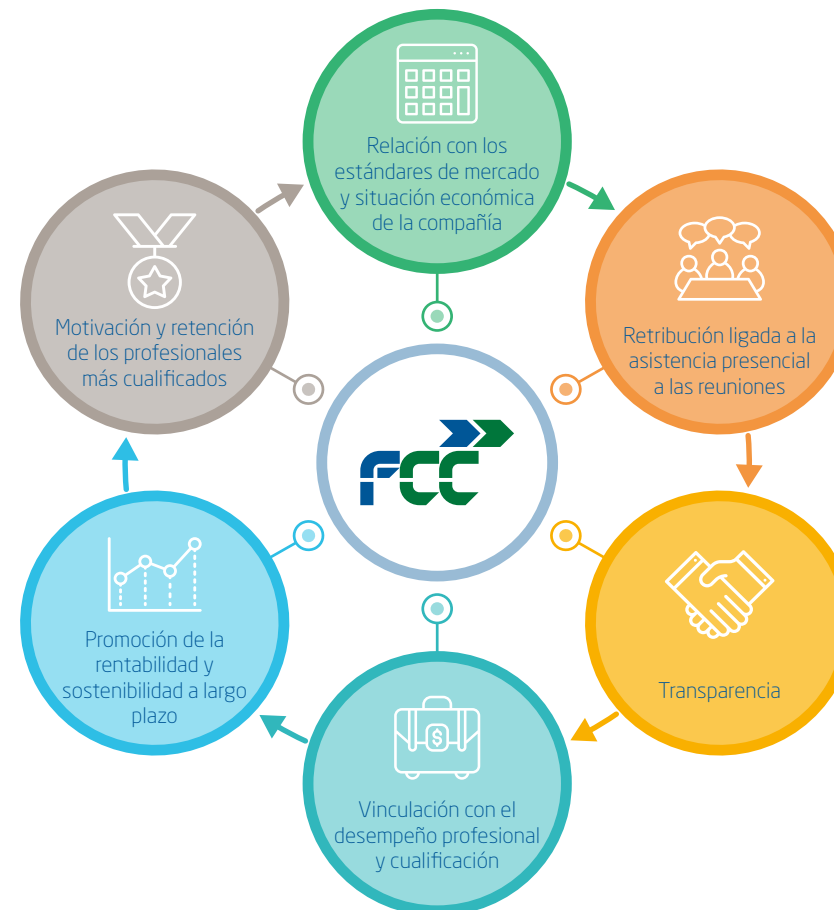 Relación con los
estándares de mercado
y situación económica
de la compañía
Retribución ligada a la
asistencia presencial
a las reuniones
Transparencia
$
Vinculación con el
desempeño profesional
y cualificación
Promoción de la
rentabilidad y
sostenibilidad a largo
plazo
Motivación y retención
de los profesionales
más cualificados
FCC